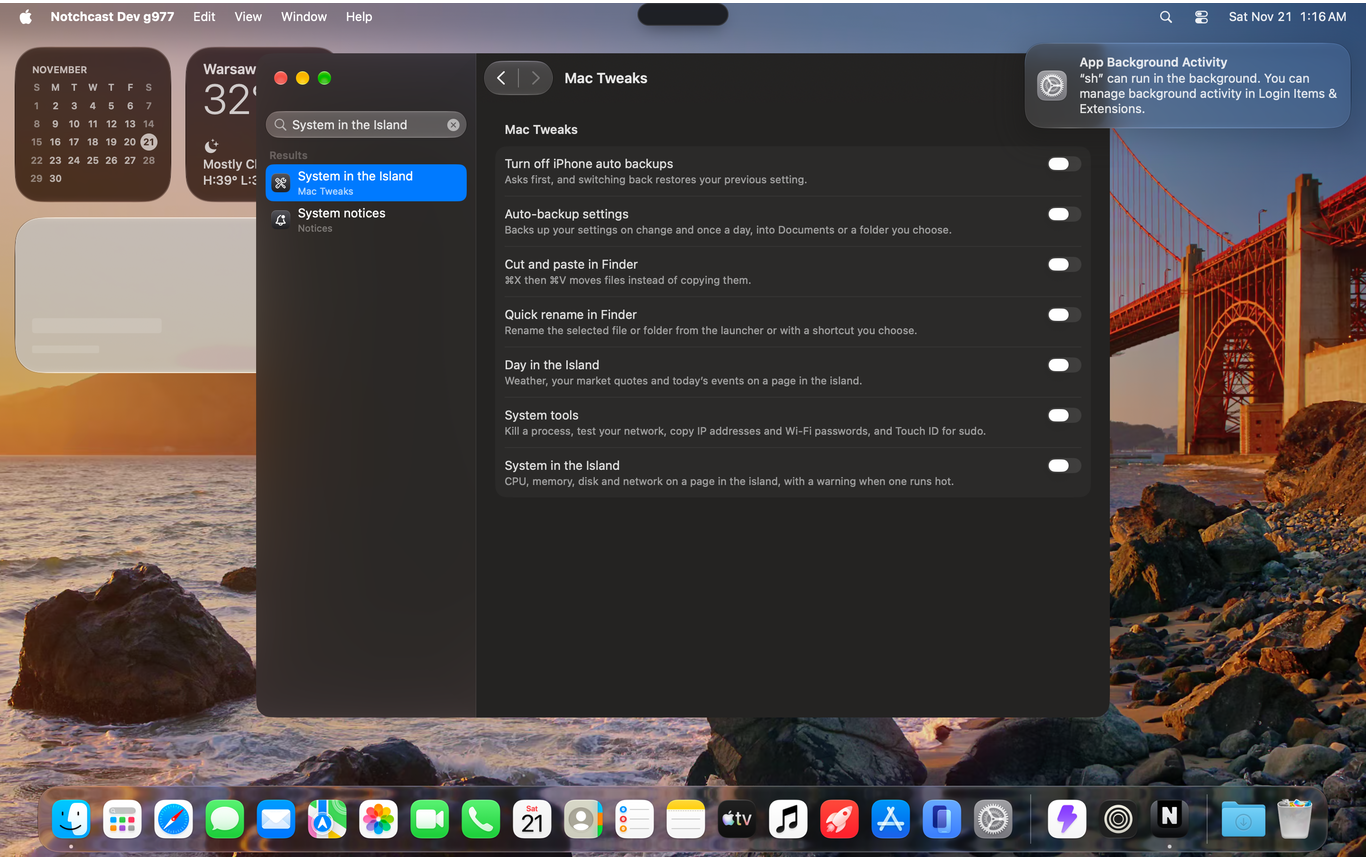 Notchcast Dev g977 Edit View Window Help
Sat Nov 21 1:16 AM
NOVEMBER
S M T W T F S
1 2 3 4 5 6 7
8 9 10 11 12 13 14
15 16 17 18 19 20 21
22 23 24 25 26 27 28
29 30
Warsaw
32°
Mostly
H:39°
System in the Island
Results
System in the Island
Mac Tweaks
System notices
Notices
Mac Tweaks
Mac Tweaks
Turn off iPhone auto backups
Asks first, and switching back restores your previous setting.
Auto-backup settings
Backs up your settings on change and once a day, into Documents or a folder you choose.
Cut and paste in Finder
⌘X then ⌘V moves files instead of copying them.
Quick rename in Finder
Rename the selected file or folder from the launcher or with a shortcut you choose.
Day in the Island
Weather, your market quotes and today's events on a page in the island.
System tools
Kill a process, test your network, copy IP addresses and Wi-Fi passwords, and Touch ID for sudo.
System in the Island
CPU, memory, disk and network on a page in the island, with a warning when one runs hot.
App Background Activity
“sh” can run in the background. You can
manage background activity in Login Items &
Extensions.
Sat
21
tv
N